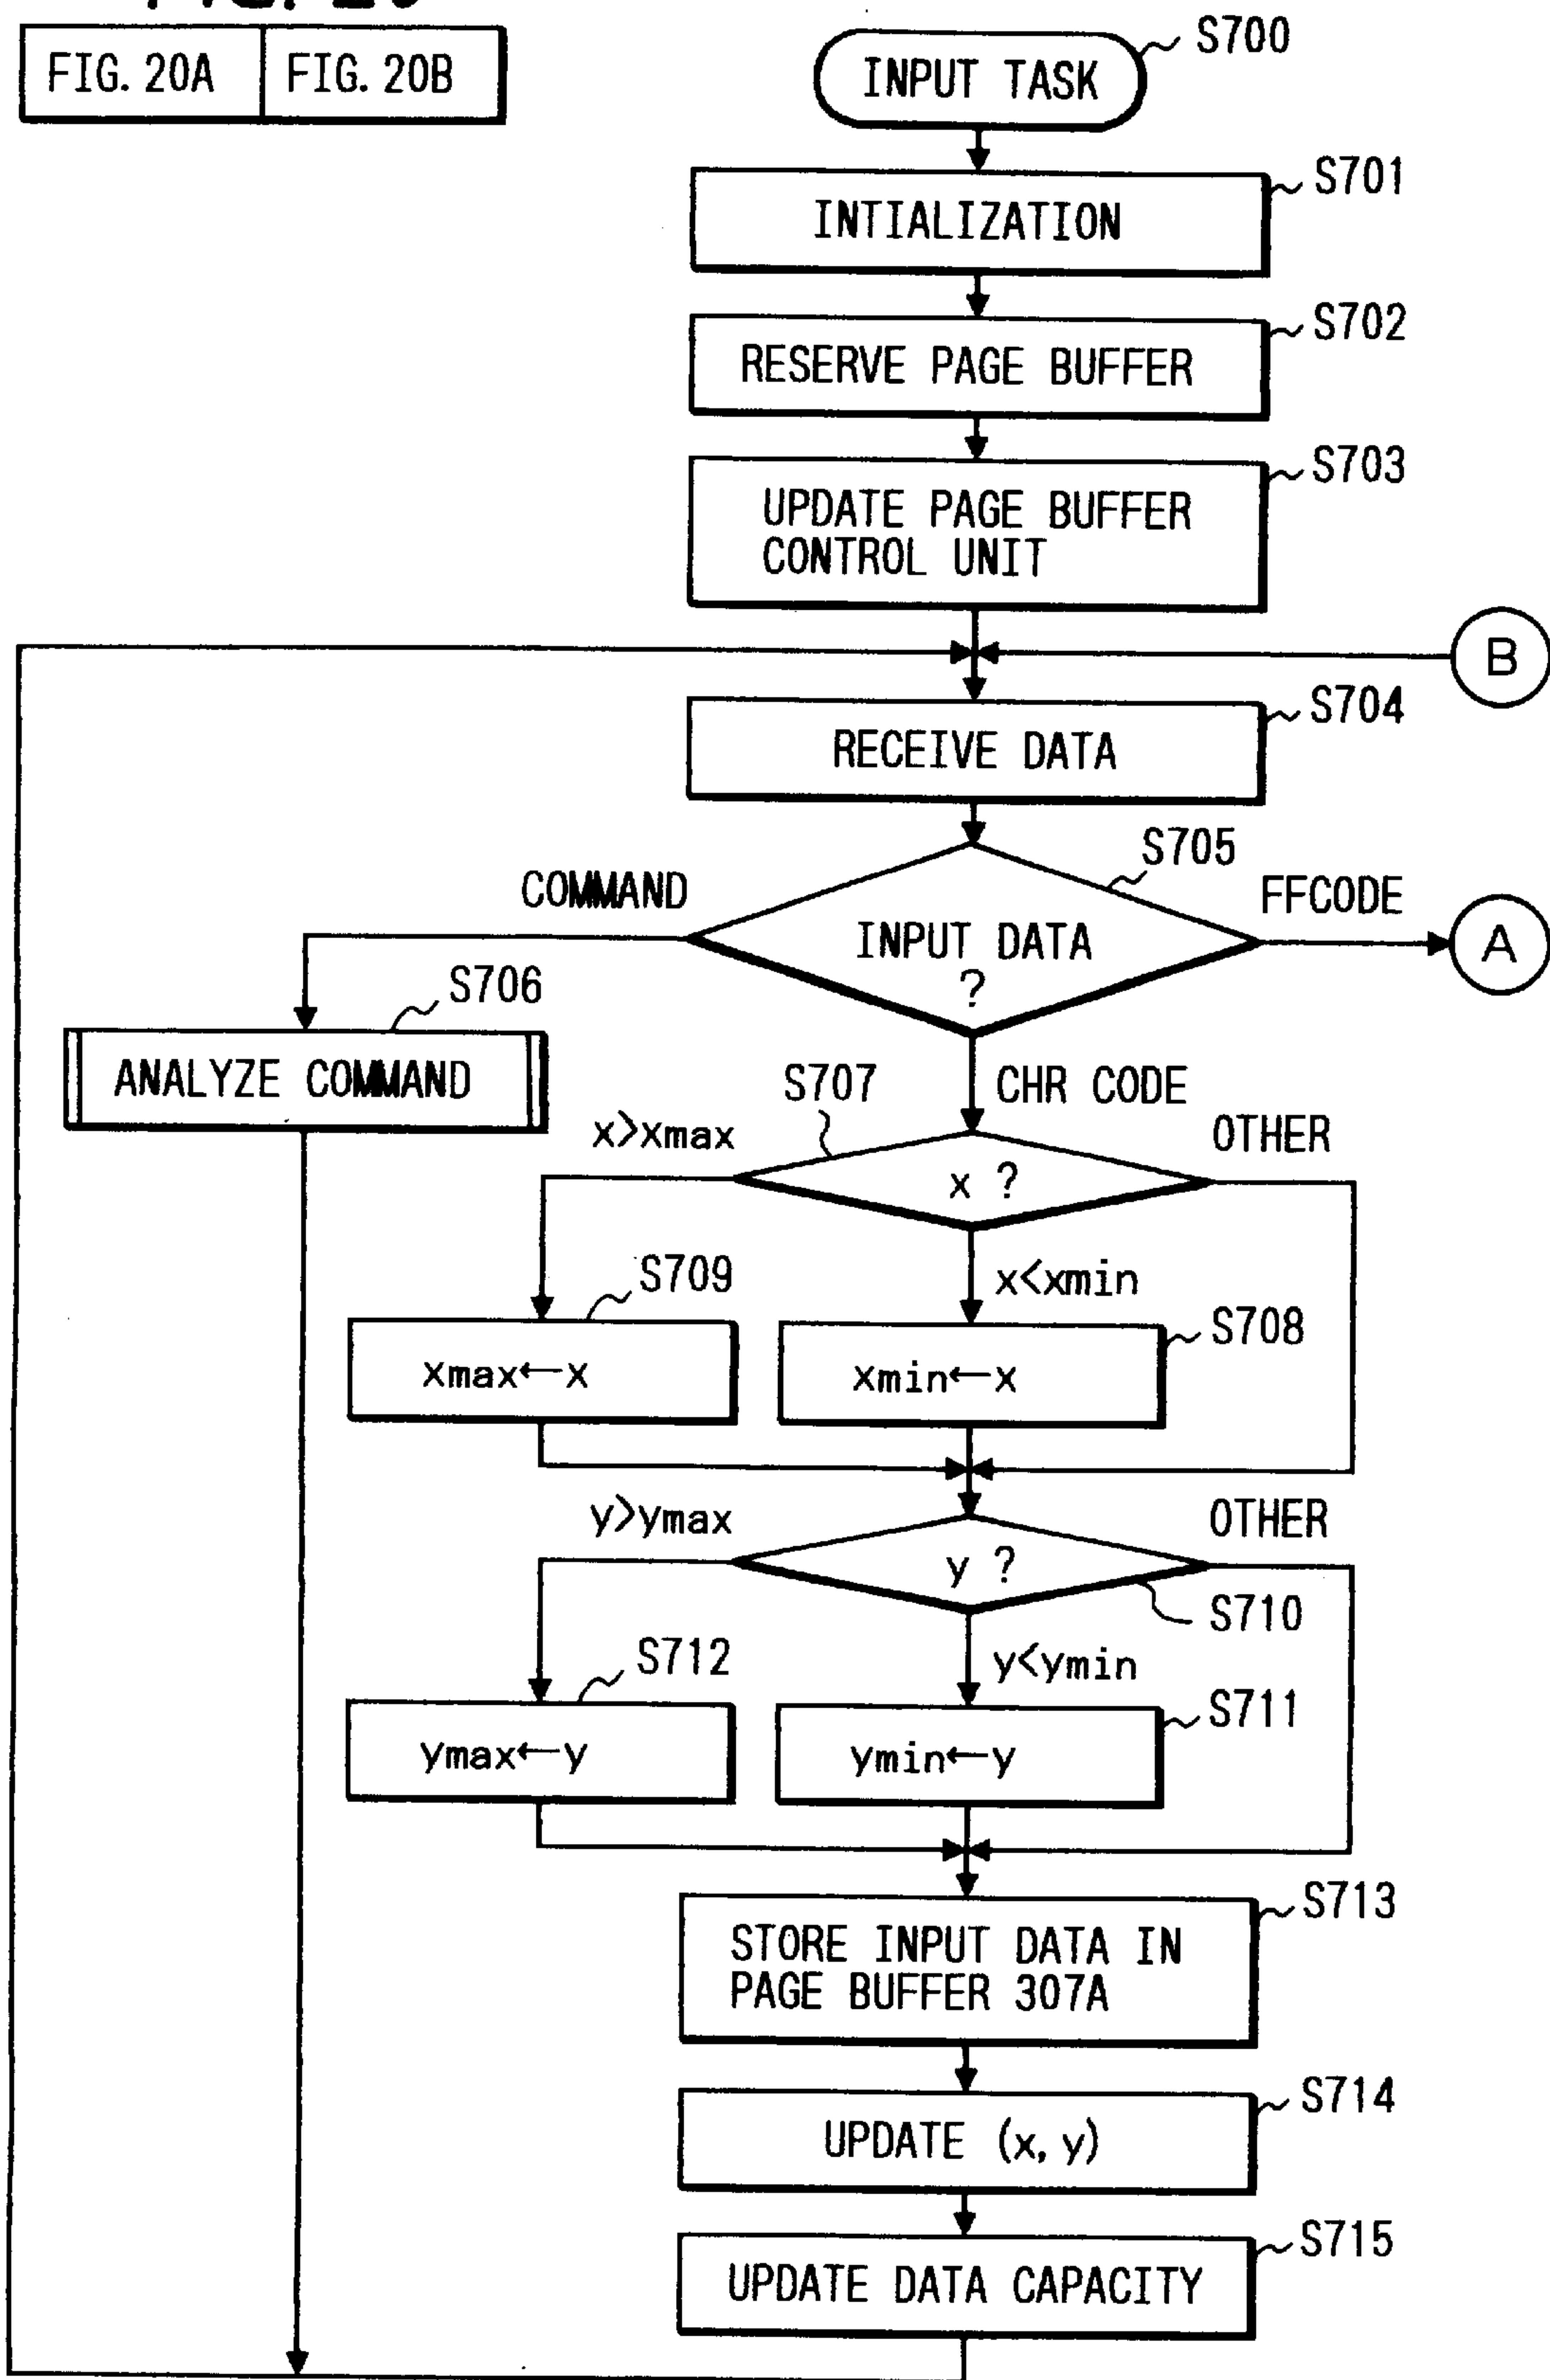 FIG. 20A
FIG. 20B
INPUT TASK
S700
INTIALIZATION
S701
RESERVE PAGE BUFFER
S702
UPDATE PAGE BUFFER
CONTROL UNIT
S703
B
RECEIVE DATA
S704
S705
COMMAND
INPUT DATA
?
FFCODE
A
S706
ANALYZE COMMAND
CHR CODE
S707
x>xmax
x ?
OTHER
S709
x<xmin
S708
xmax←x
xmin←x
y>ymax
y ?
OTHER
S710
S712
y<ymin
S711
ymax←y
ymin←y
STORE INPUT DATA IN
PAGE BUFFER 307A
S713
UPDATE (x, y)
S714
UPDATE DATA CAPACITY
S715